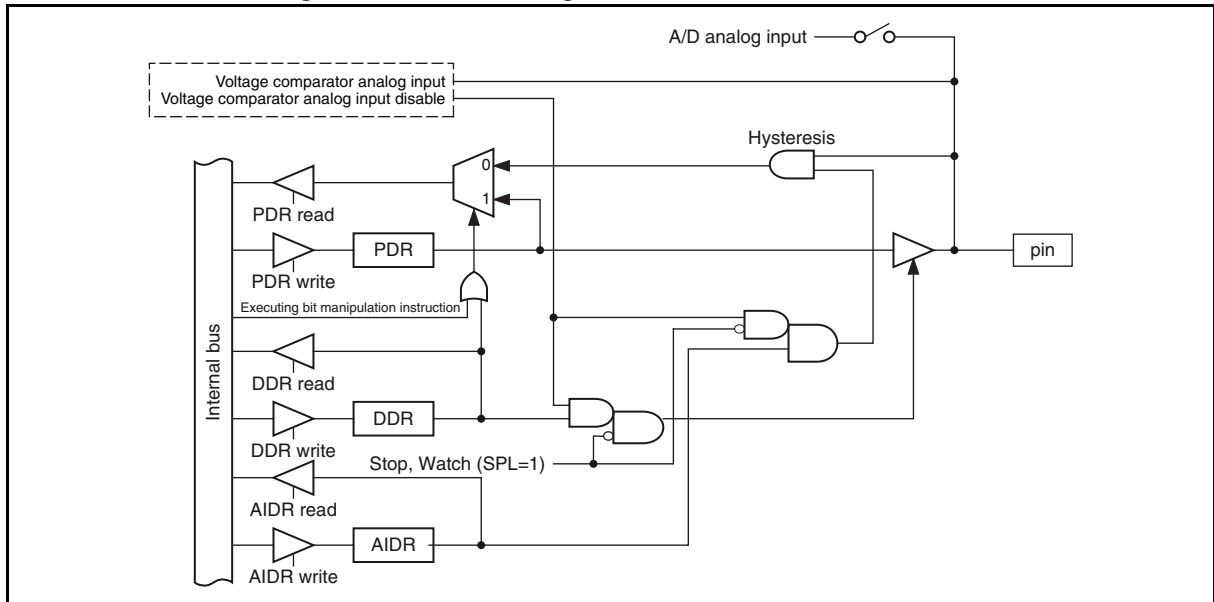 A/D analog input
Voltage comparator analog input
Voltage comparator analog input disable
Hysteresis
0
1
PDR read
PDR
pin
PDR write
Executing bit manipulation instruction
Internal bus
DDR read
DDR
DDR write
Stop, Watch (SPL=1)
AIDR read
AIDR
AIDR write